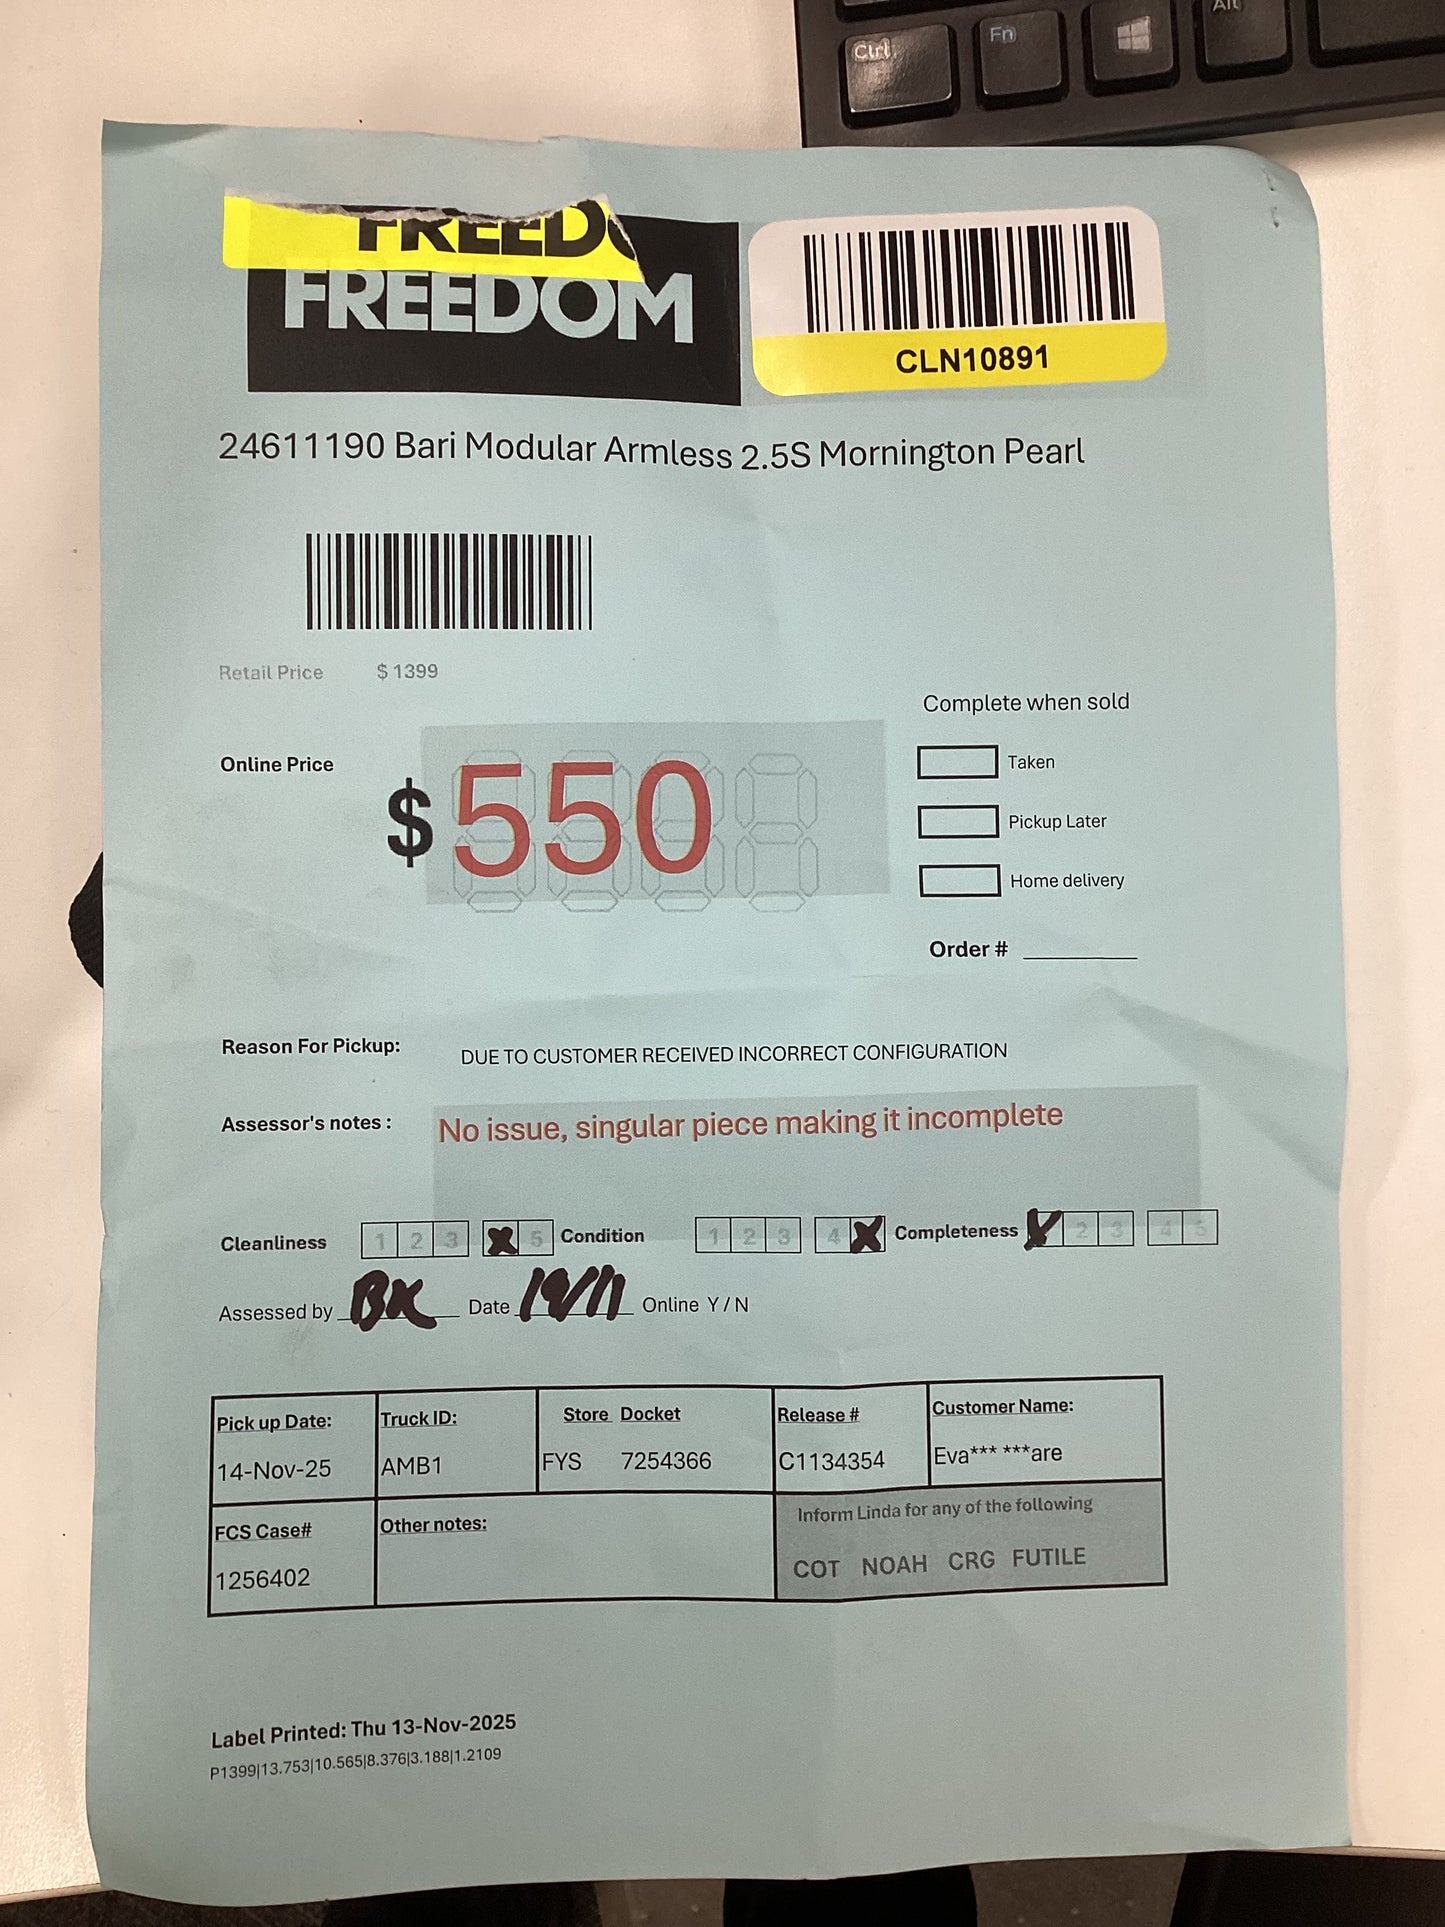 Ctrl Fn Alt
FREEDO
FREEDOM
CLN10891
24611190 Bari Modular Armless 2.5S Mornington Pearl
Retail Price $ 1399
Complete when sold
Online Price $ 550
Taken
Pickup Later
Home delivery
Order #
Reason For Pickup: DUE TO CUSTOMER RECEIVED INCORRECT CONFIGURATION
Assessor's notes : No issue, singular piece making it incomplete
Cleanliness 1 2 3 5 Condition 1 2 3 4 Completeness 2 3 4 5
Assessed by BK Date 19/11 Online Y / N
Pick up Date: Truck ID: Store Docket Release # Customer Name:
14-Nov-25 AMB1 FYS 7254366 C1134354 Eva*** ***are
FCS Case# Other notes: Inform Linda for any of the following
1256402 COT NOAH CRG FUTILE
Label Printed: Thu 13-Nov-2025
P1399|13.753|10.565|8.376|3.188|1.2109